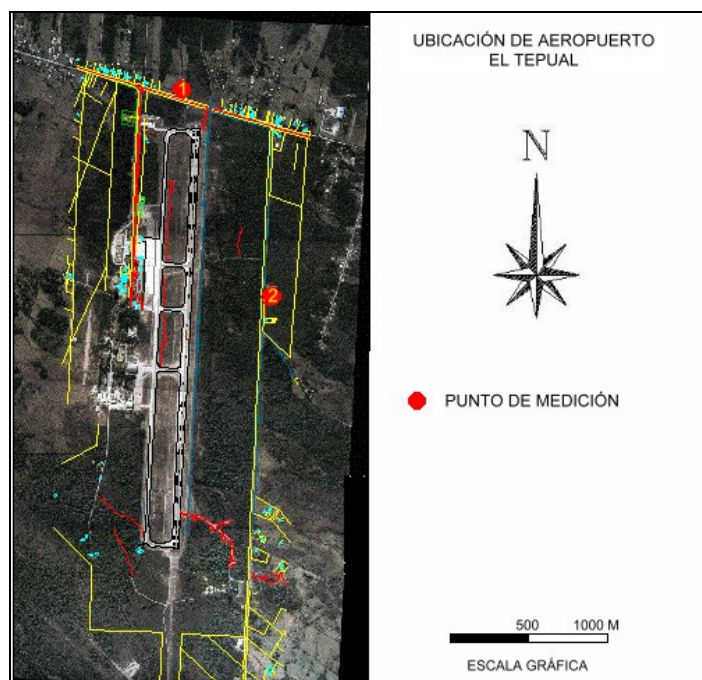 UBICACIÓN DE AEROPUERTO
EL TEPUAL
1
N
2
PUNTO DE MEDICIÓN
500 1000 M
ESCALA GRÁFICA